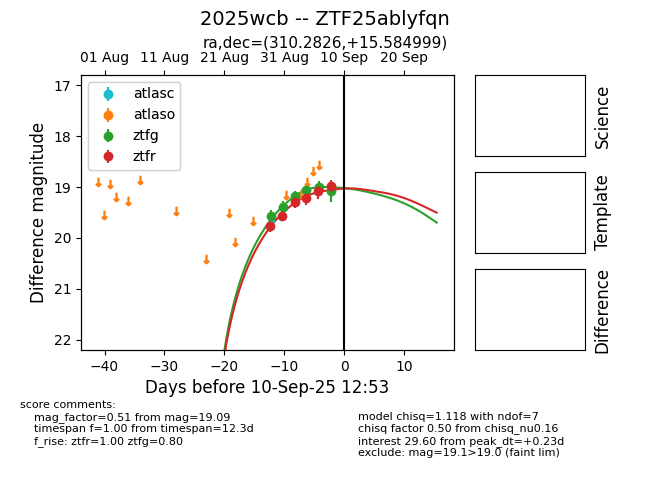 2025wcb -- ZTF25ablyfqn
ra,dec=(310.2826,+15.584999)
01 Aug 11 Aug 21 Aug 31 Aug 10 Sep 20 Sep
17
18
19
20
21
22
Difference magnitude
atlasc
atlaso
ztfg
ztfr
−40 −30 −20 −10 0 10
Days before 10-Sep-25 12:53
Science
Template
Difference
score comments:
mag_factor=0.51 from mag=19.09
timespan f=1.00 from timespan=12.3d
f_rise: ztfr=1.00 ztfg=0.80
model chisq=1.118 with ndof=7
chisq factor 0.50 from chisq_nu0.16
interest 29.60 from peak_dt=+0.23d
exclude: mag=19.1>19.0 (faint lim)